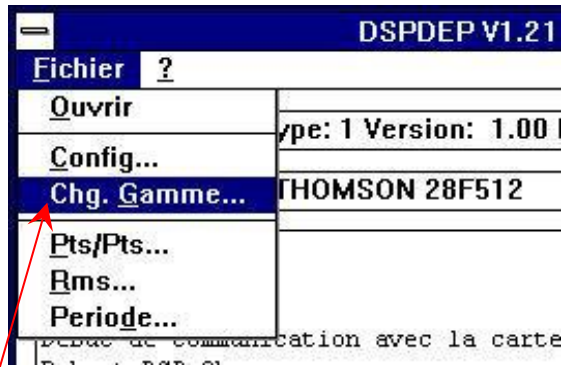 DSPDEP V1.21
Fichier ?
Ouvrir
ype: 1 Version: 1.00
Config...
Chg. Gamme...
THOMSON 28F512
Pts/Pts...
Rms...
Periode...
communication avec la carte